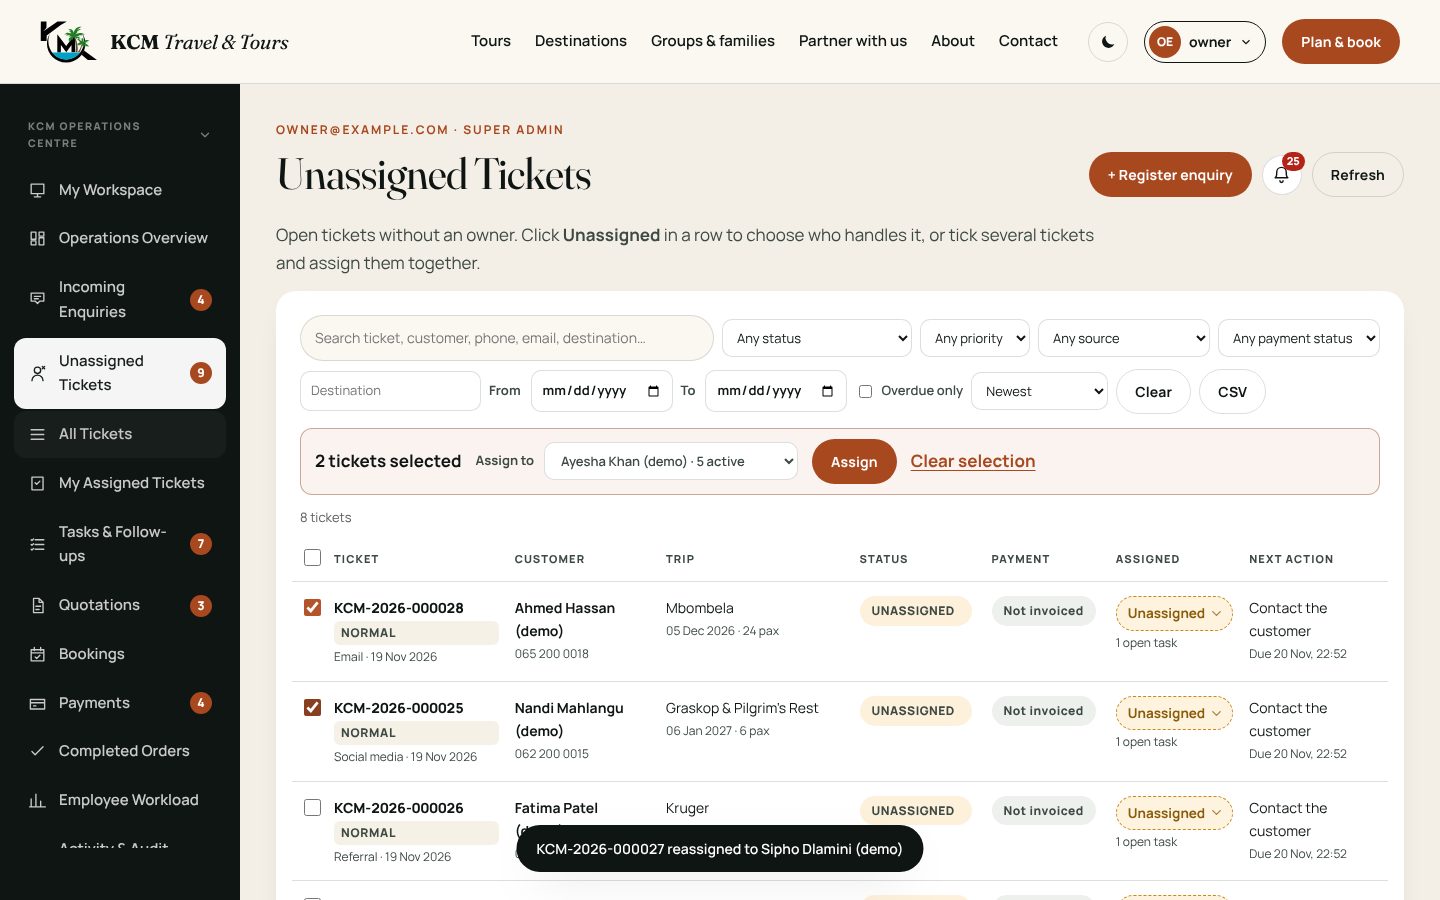 KCM Travel & Tours
Tours
Destinations
Groups & families
Partner with us
About
Contact
OE
owner
Plan & book
KCM OPERATIONS
CENTRE
My Workspace
Operations Overview
Incoming
Enquiries
4
Unassigned
Tickets
9
All Tickets
My Assigned Tickets
Tasks & Follow-
ups
7
Quotations
3
Bookings
Payments
4
Completed Orders
Employee Workload
Activity & Audit
OWNER@EXAMPLE.COM · SUPER ADMIN
Unassigned Tickets
+ Register enquiry
25
Refresh
Open tickets without an owner. Click Unassigned in a row to choose who handles it, or tick several tickets
and assign them together.
Search ticket, customer, phone, email, destination...
Any status
Any priority
Any source
Any payment status
Destination
From
mm/dd/yyyy
To
mm/dd/yyyy
Overdue only
Newest
Clear
CSV
2 tickets selected
Assign to
Ayesha Khan (demo) · 5 active
Assign
Clear selection
8 tickets
TICKET
CUSTOMER
TRIP
STATUS
PAYMENT
ASSIGNED
NEXT ACTION
KCM-2026-000028
NORMAL
Email · 19 Nov 2026
Ahmed Hassan
(demo)
065 200 0018
Mbombela
05 Dec 2026 · 24 pax
UNASSIGNED
Not invoiced
Unassigned
1 open task
Contact the
customer
Due 20 Nov, 22:52
KCM-2026-000025
NORMAL
Social media · 19 Nov 2026
Nandi Mahlangu
(demo)
062 200 0015
Graskop & Pilgrim's Rest
06 Jan 2027 · 6 pax
UNASSIGNED
Not invoiced
Unassigned
1 open task
Contact the
customer
Due 20 Nov, 22:52
KCM-2026-000026
NORMAL
Referral · 19 Nov 2026
Fatima Patel
Kruger
UNASSIGNED
Not invoiced
Unassigned
1 open task
Contact the
customer
Due 20 Nov, 22:52
KCM-2026-000027 reassigned to Sipho Dlamini (demo)